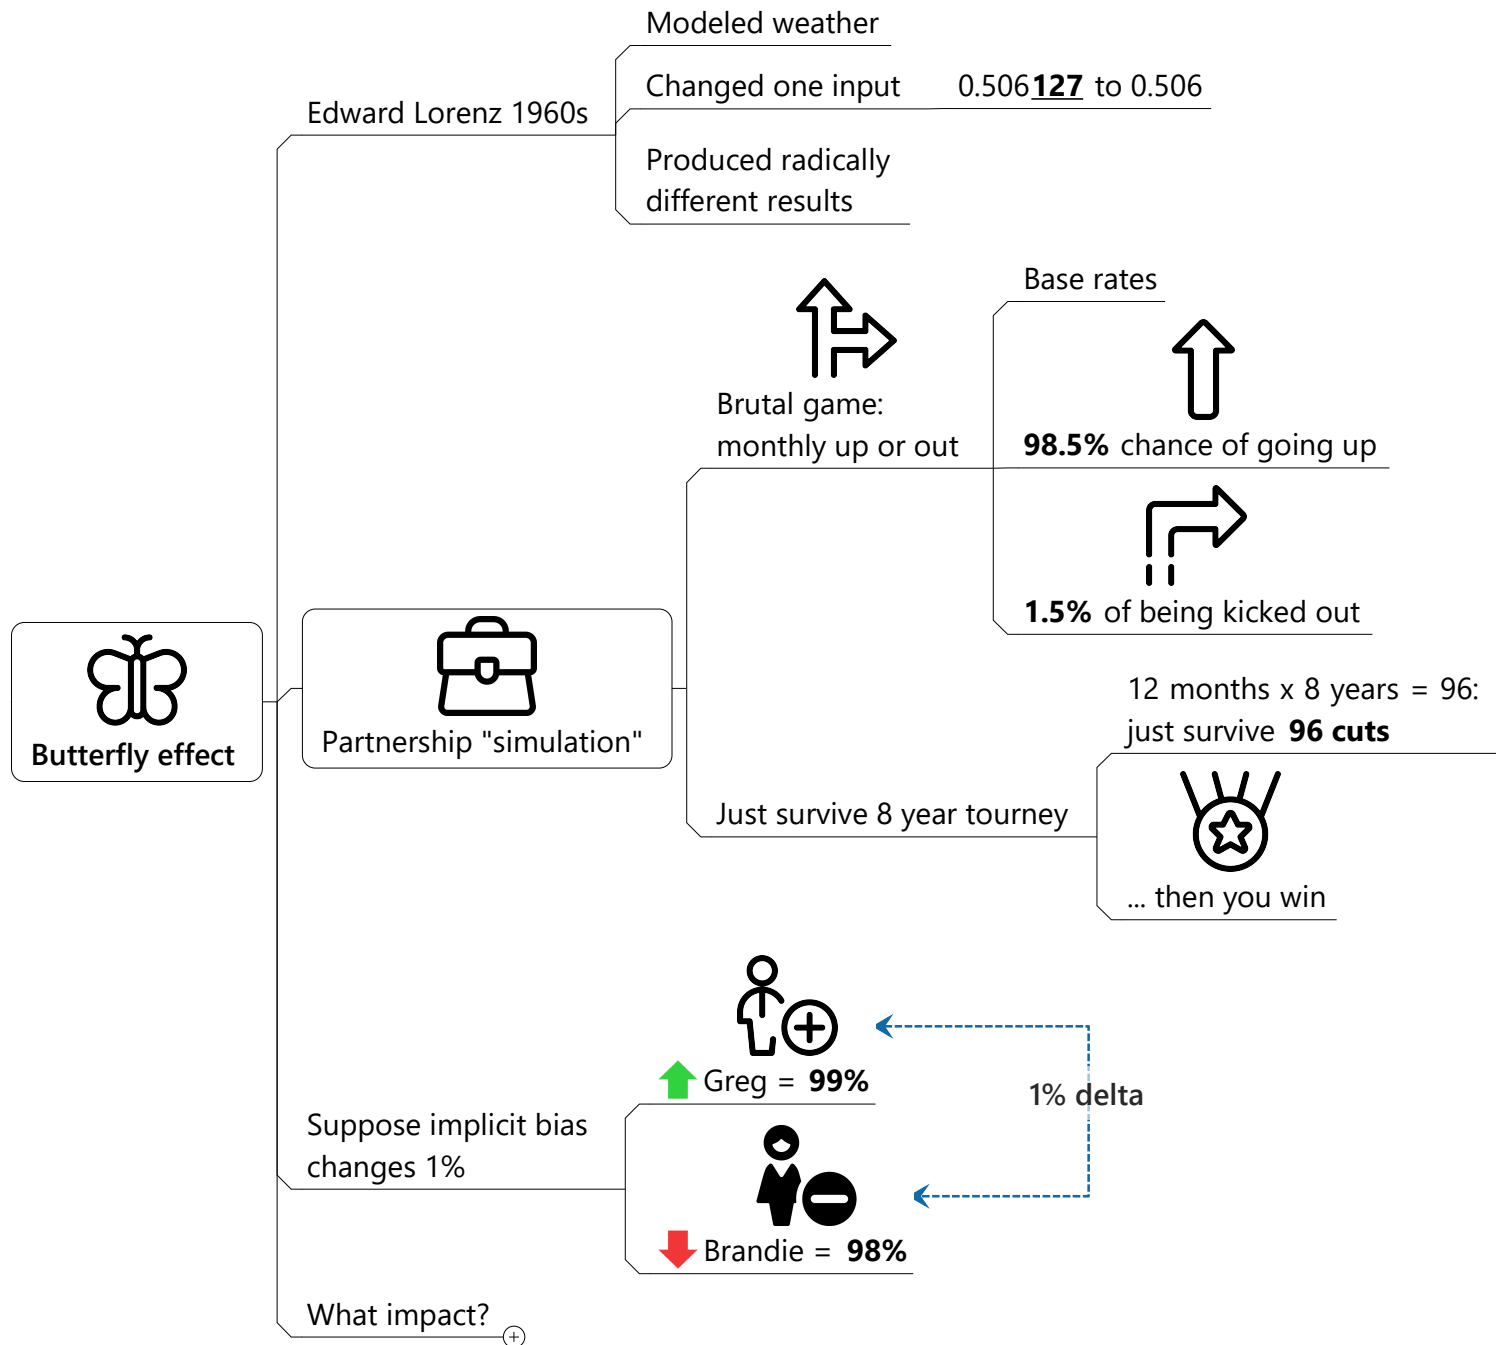 Modeled weather
Changed one input
0.506127 to 0.506
Edward Lorenz 1960s
Produced radically
different results
Base rates
Brutal game:
monthly up or out
98.5% chance of going up
1.5% of being kicked out
Butterfly effect
Partnership "simulation"
12 months x 8 years = 96:
just survive 96 cuts
Just survive 8 year tourney
... then you win
Greg = 99%
1% delta
Suppose implicit bias
changes 1%
Brandie = 98%
What impact?